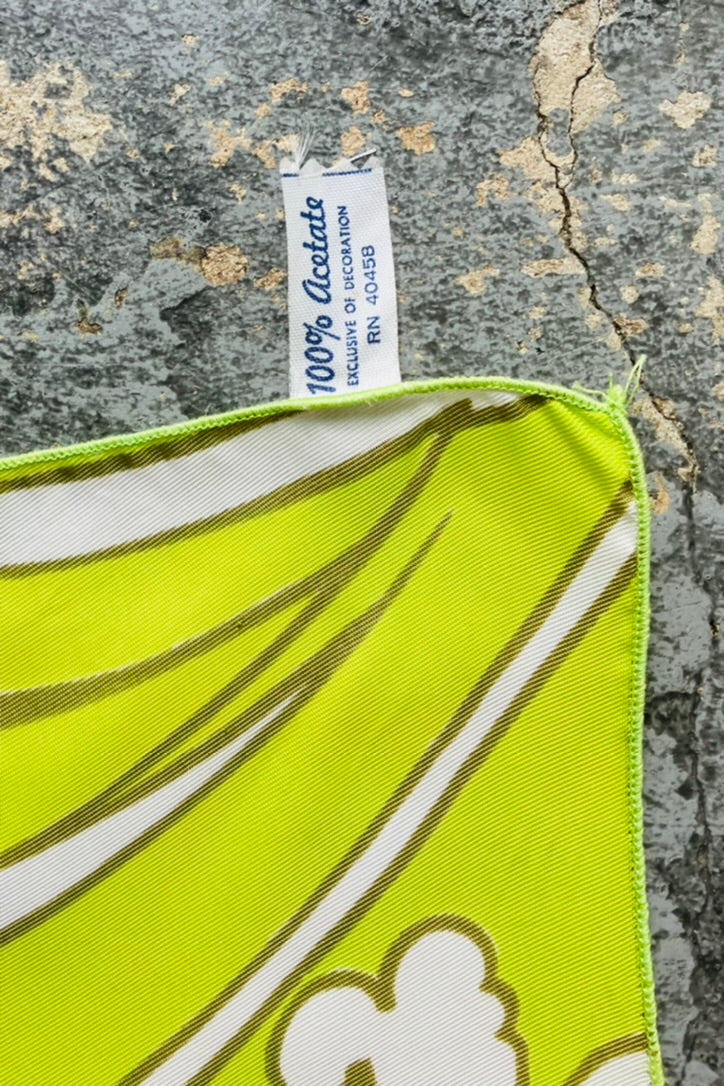 100% Acetate
EXCLUSIVE OF DECORATION
RN 40458